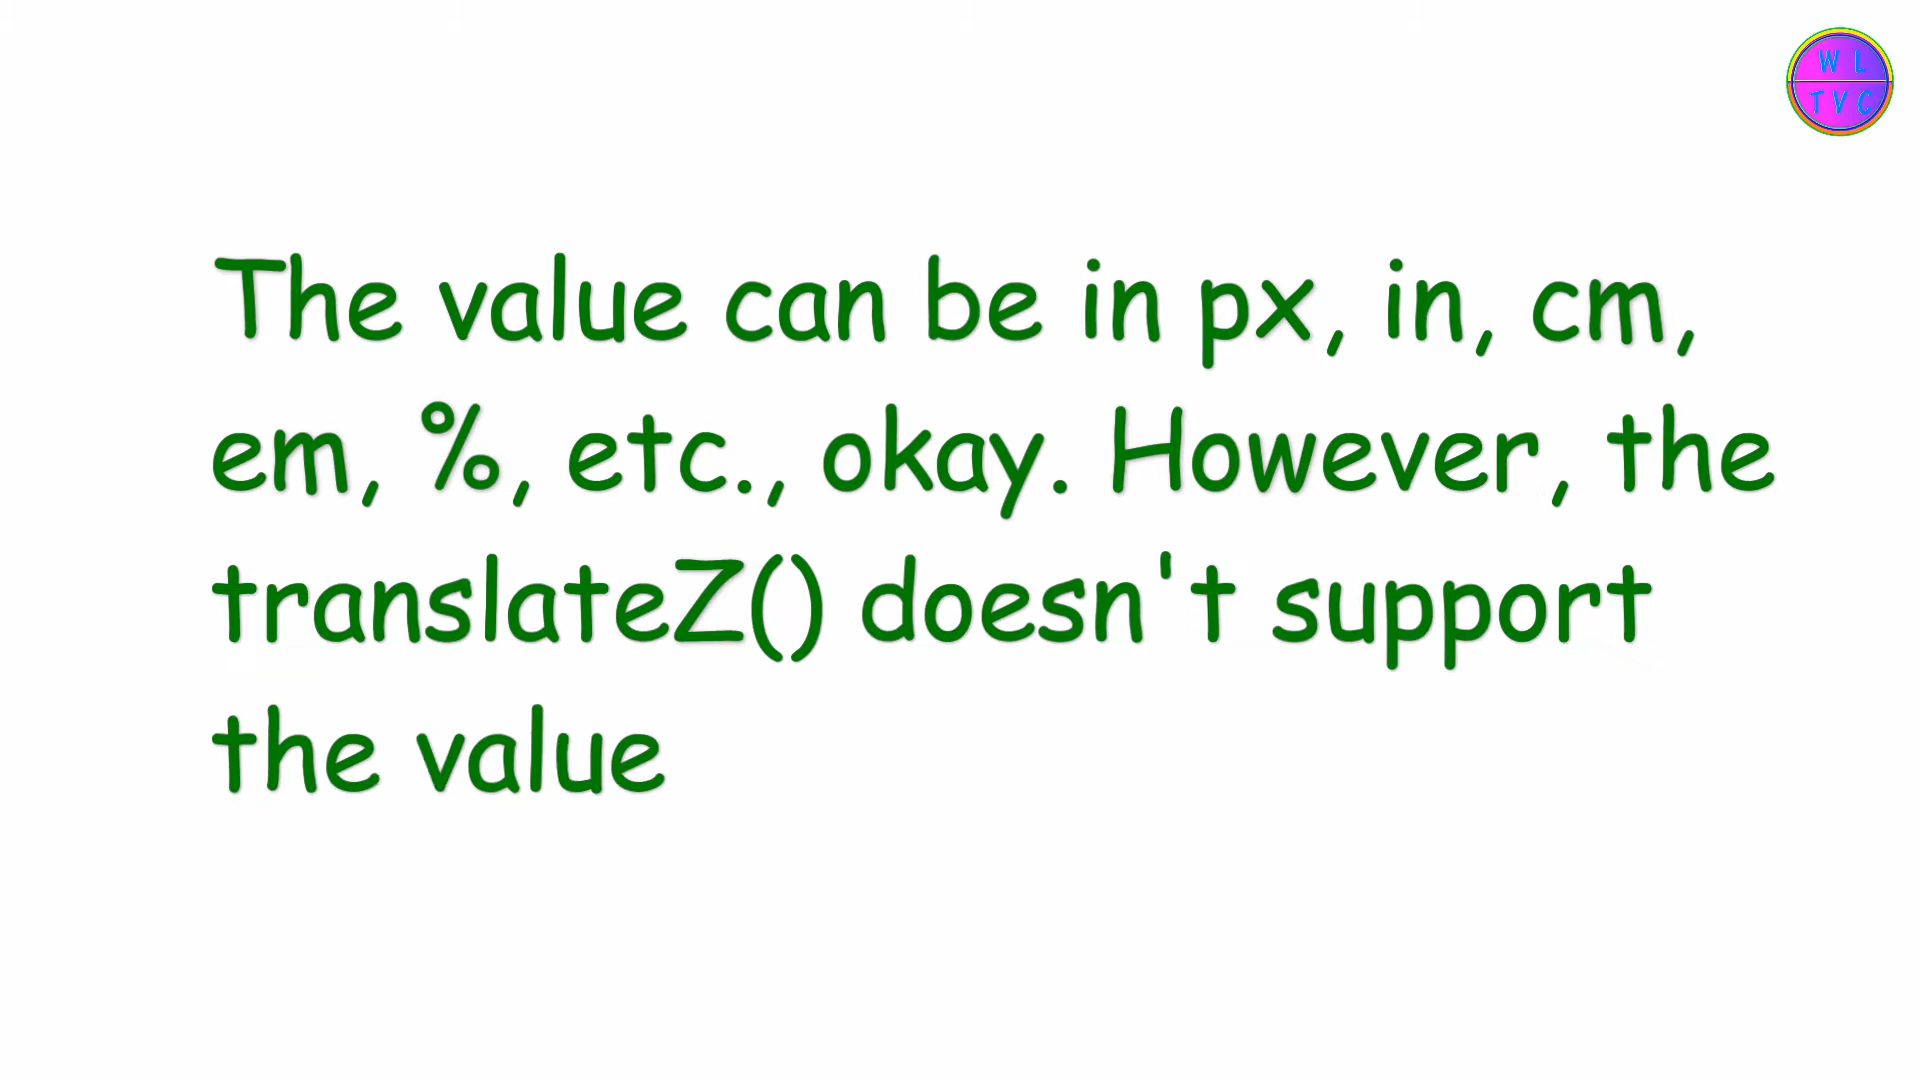 W L
T V C
The value can be in px, in, cm,
em, %, etc., okay. However, the
translateZ() doesn't support
the value